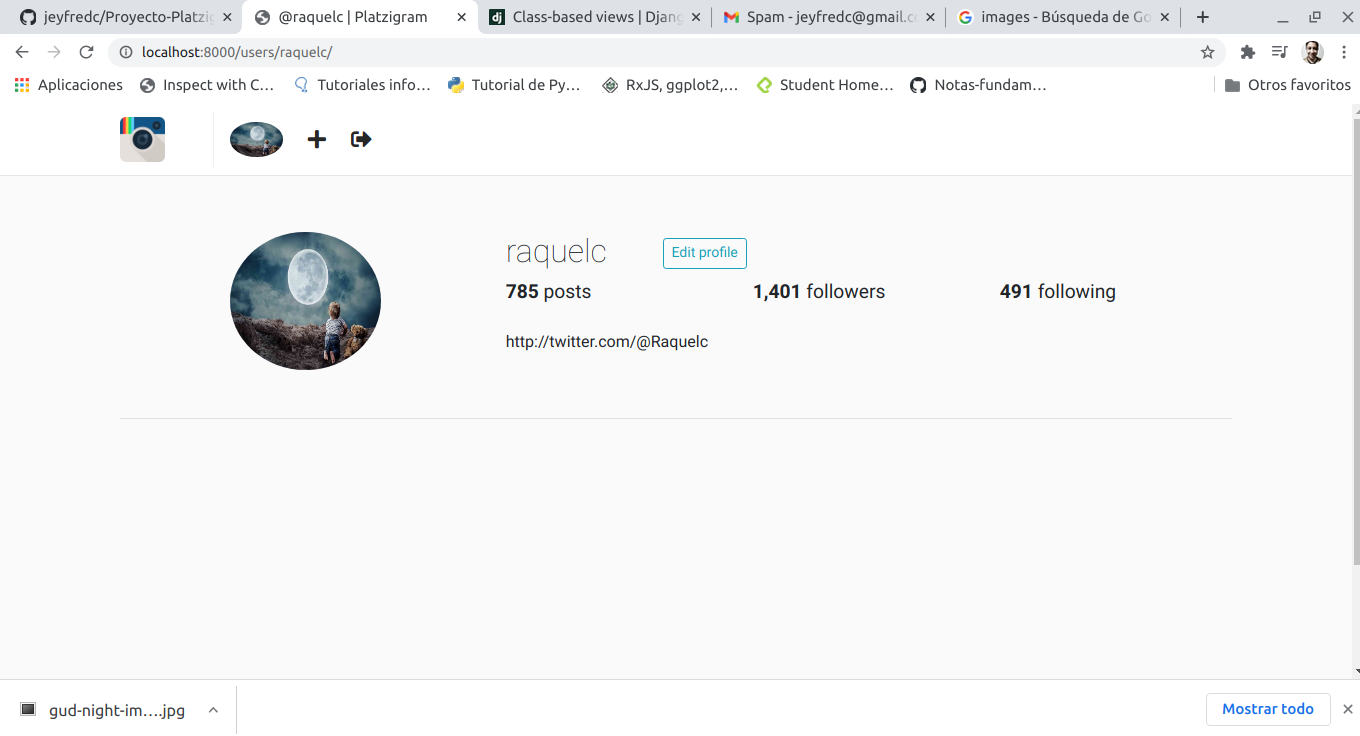 jeyfredc/Proyecto-Platzig
@raquelc | Platzigram
Class-based views | Djang
Spam - jeyfredc@gmail.co
images - Búsqueda de Go
localhost:8000/users/raquelc/
Aplicaciones
Inspect with C...
Tutoriales info...
Tutorial de Py...
RxJS, ggplot2,...
Student Home...
Notas-fundam...
Otros favoritos
raquelc
Edit profile
785 posts
1,401 followers
491 following
http://twitter.com/@Raquelc
gud-night-im....jpg
Mostrar todo